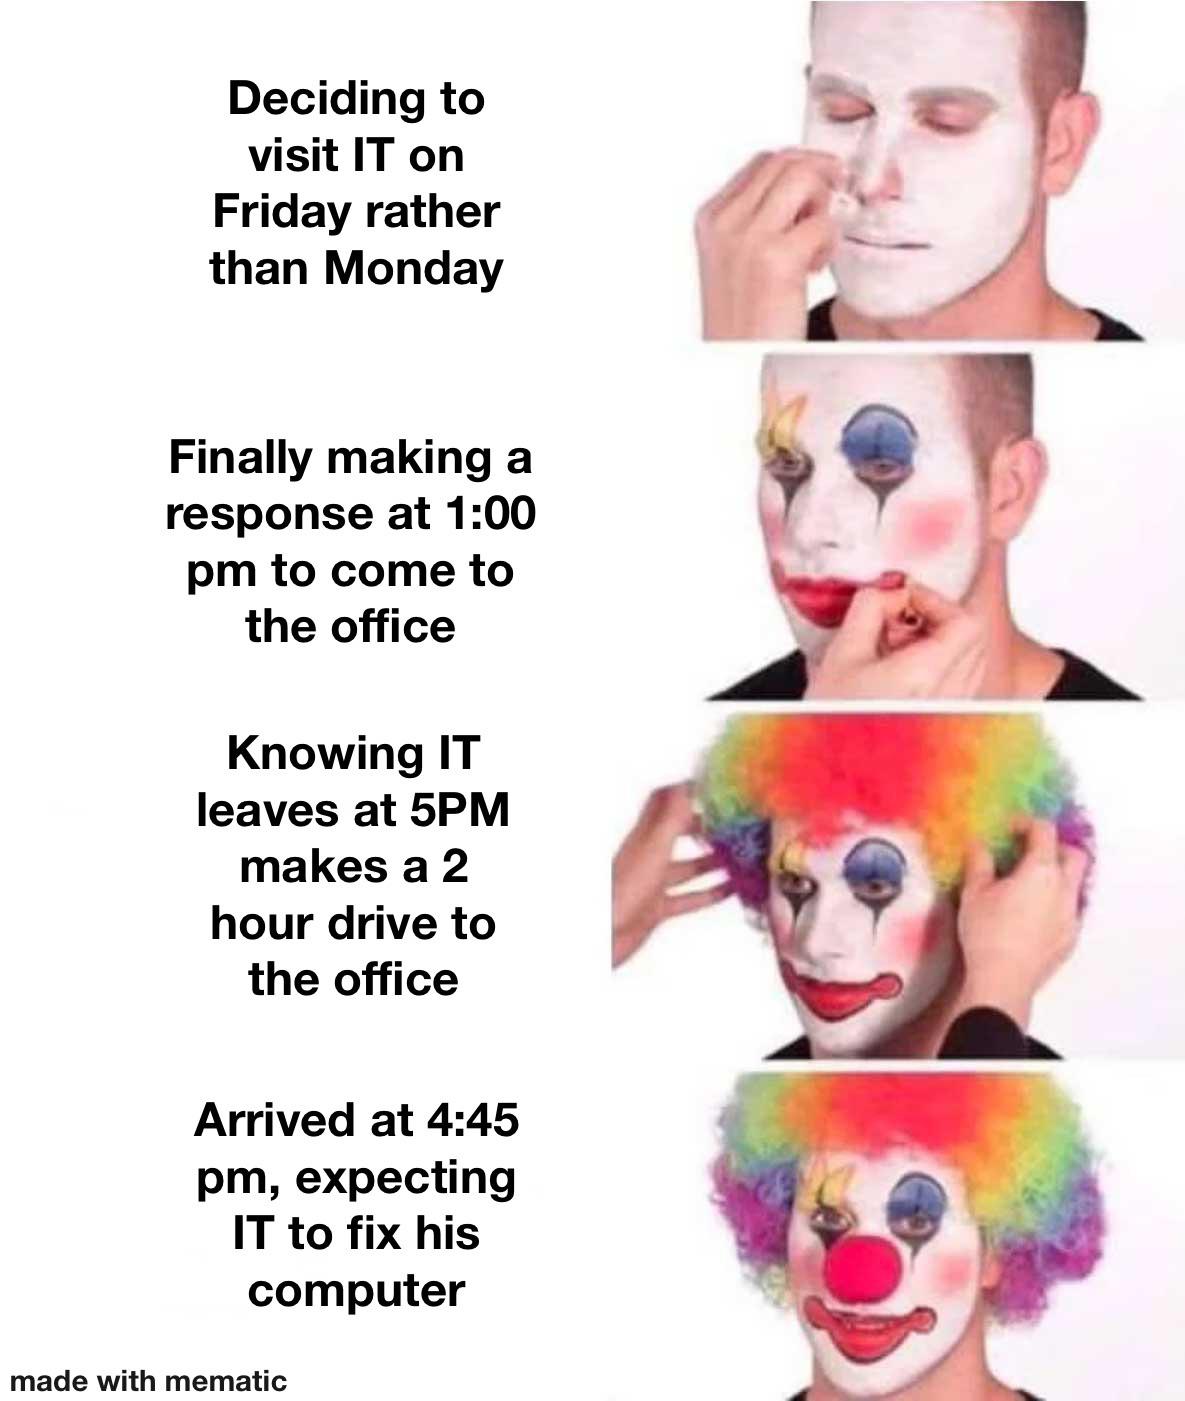 Deciding to
visit IT on
Friday rather
than Monday
Finally making a
response at 1:00
pm to come to
the office
Knowing IT
leaves at 5PM
makes a 2
hour drive to
the office
Arrived at 4:45
pm, expecting
IT to fix his
computer
made with mematic